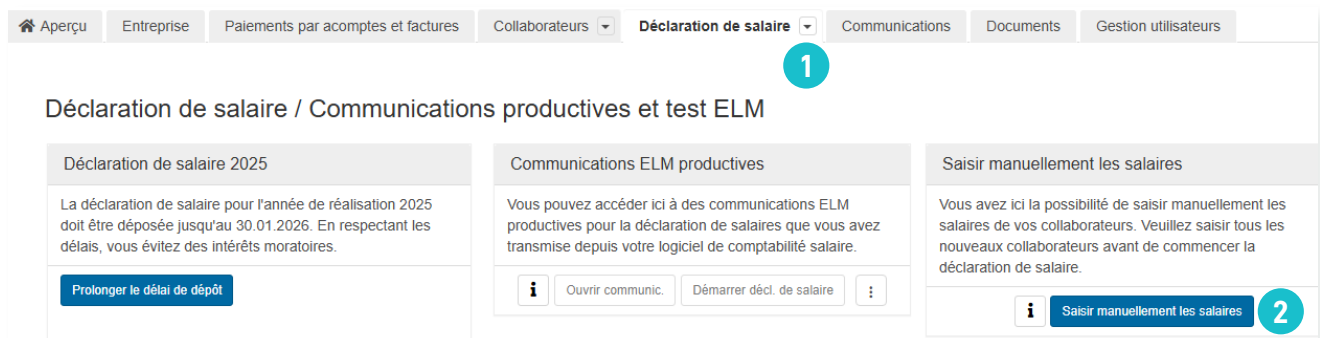 Aperçu
Entreprise
Paiements par acomptes et factures
Collaborateurs
Déclaration de salaire
Communications
Documents
Gestion utilisateurs
1
Déclaration de salaire / Communications productives et test ELM
Déclaration de salaire 2025
La déclaration de salaire pour l'année de réalisation 2025
doit être déposée jusqu'au 30.01.2026. En respectant les
délais, vous évitez des intérêts moratoires.
Prolonger le délai de dépôt
Communications ELM productives
Vous pouvez accéder ici à des communications ELM
productives pour la déclaration de salaires que vous avez
transmise depuis votre logiciel de comptabilité salaire.
i
Ouvrir communic.
Démarrer décl. de salaire
Saisir manuellement les salaires
Vous avez ici la possibilité de saisir manuellement les
salaires de vos collaborateurs. Veuillez saisir tous les
nouveaux collaborateurs avant de commencer la
déclaration de salaire.
i
Saisir manuellement les salaires
2